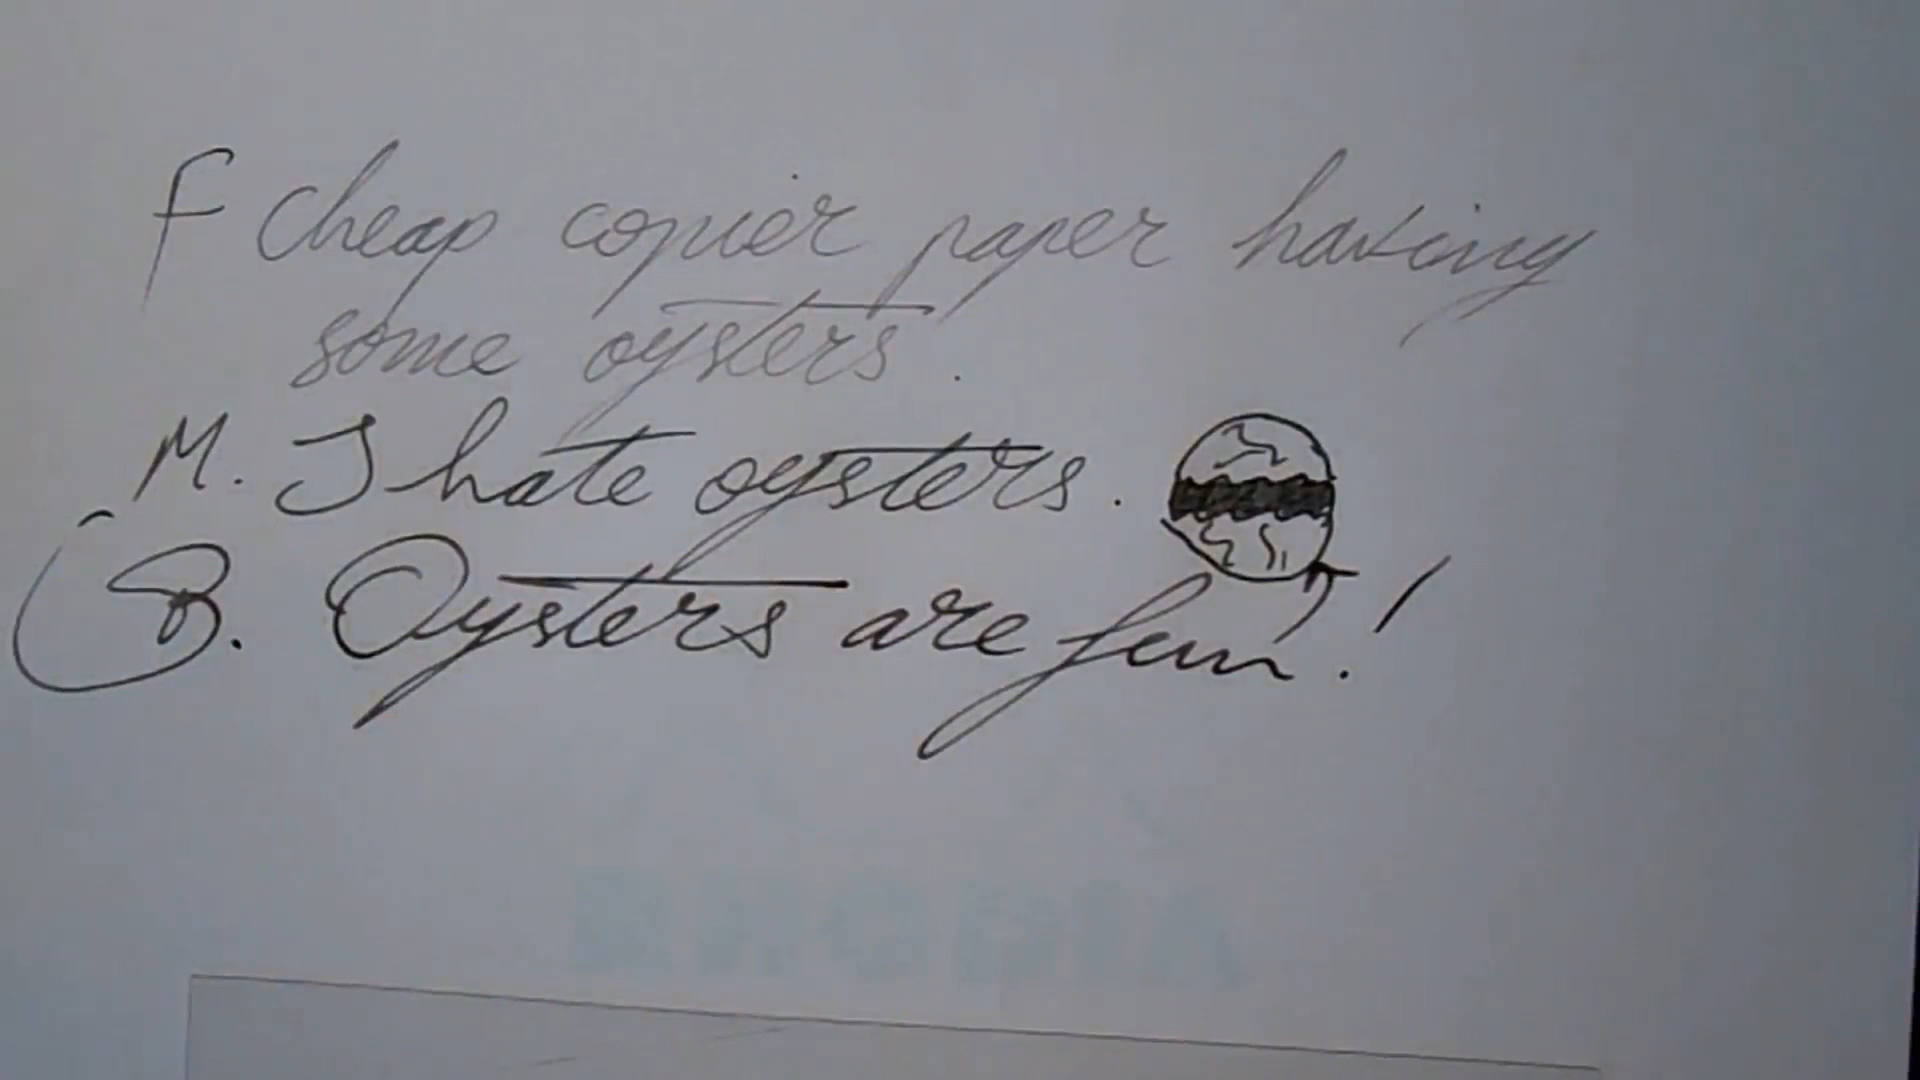 F Cheap copier paper having
some oysters.
M. I hate oysters.
B. Oysters are fun!